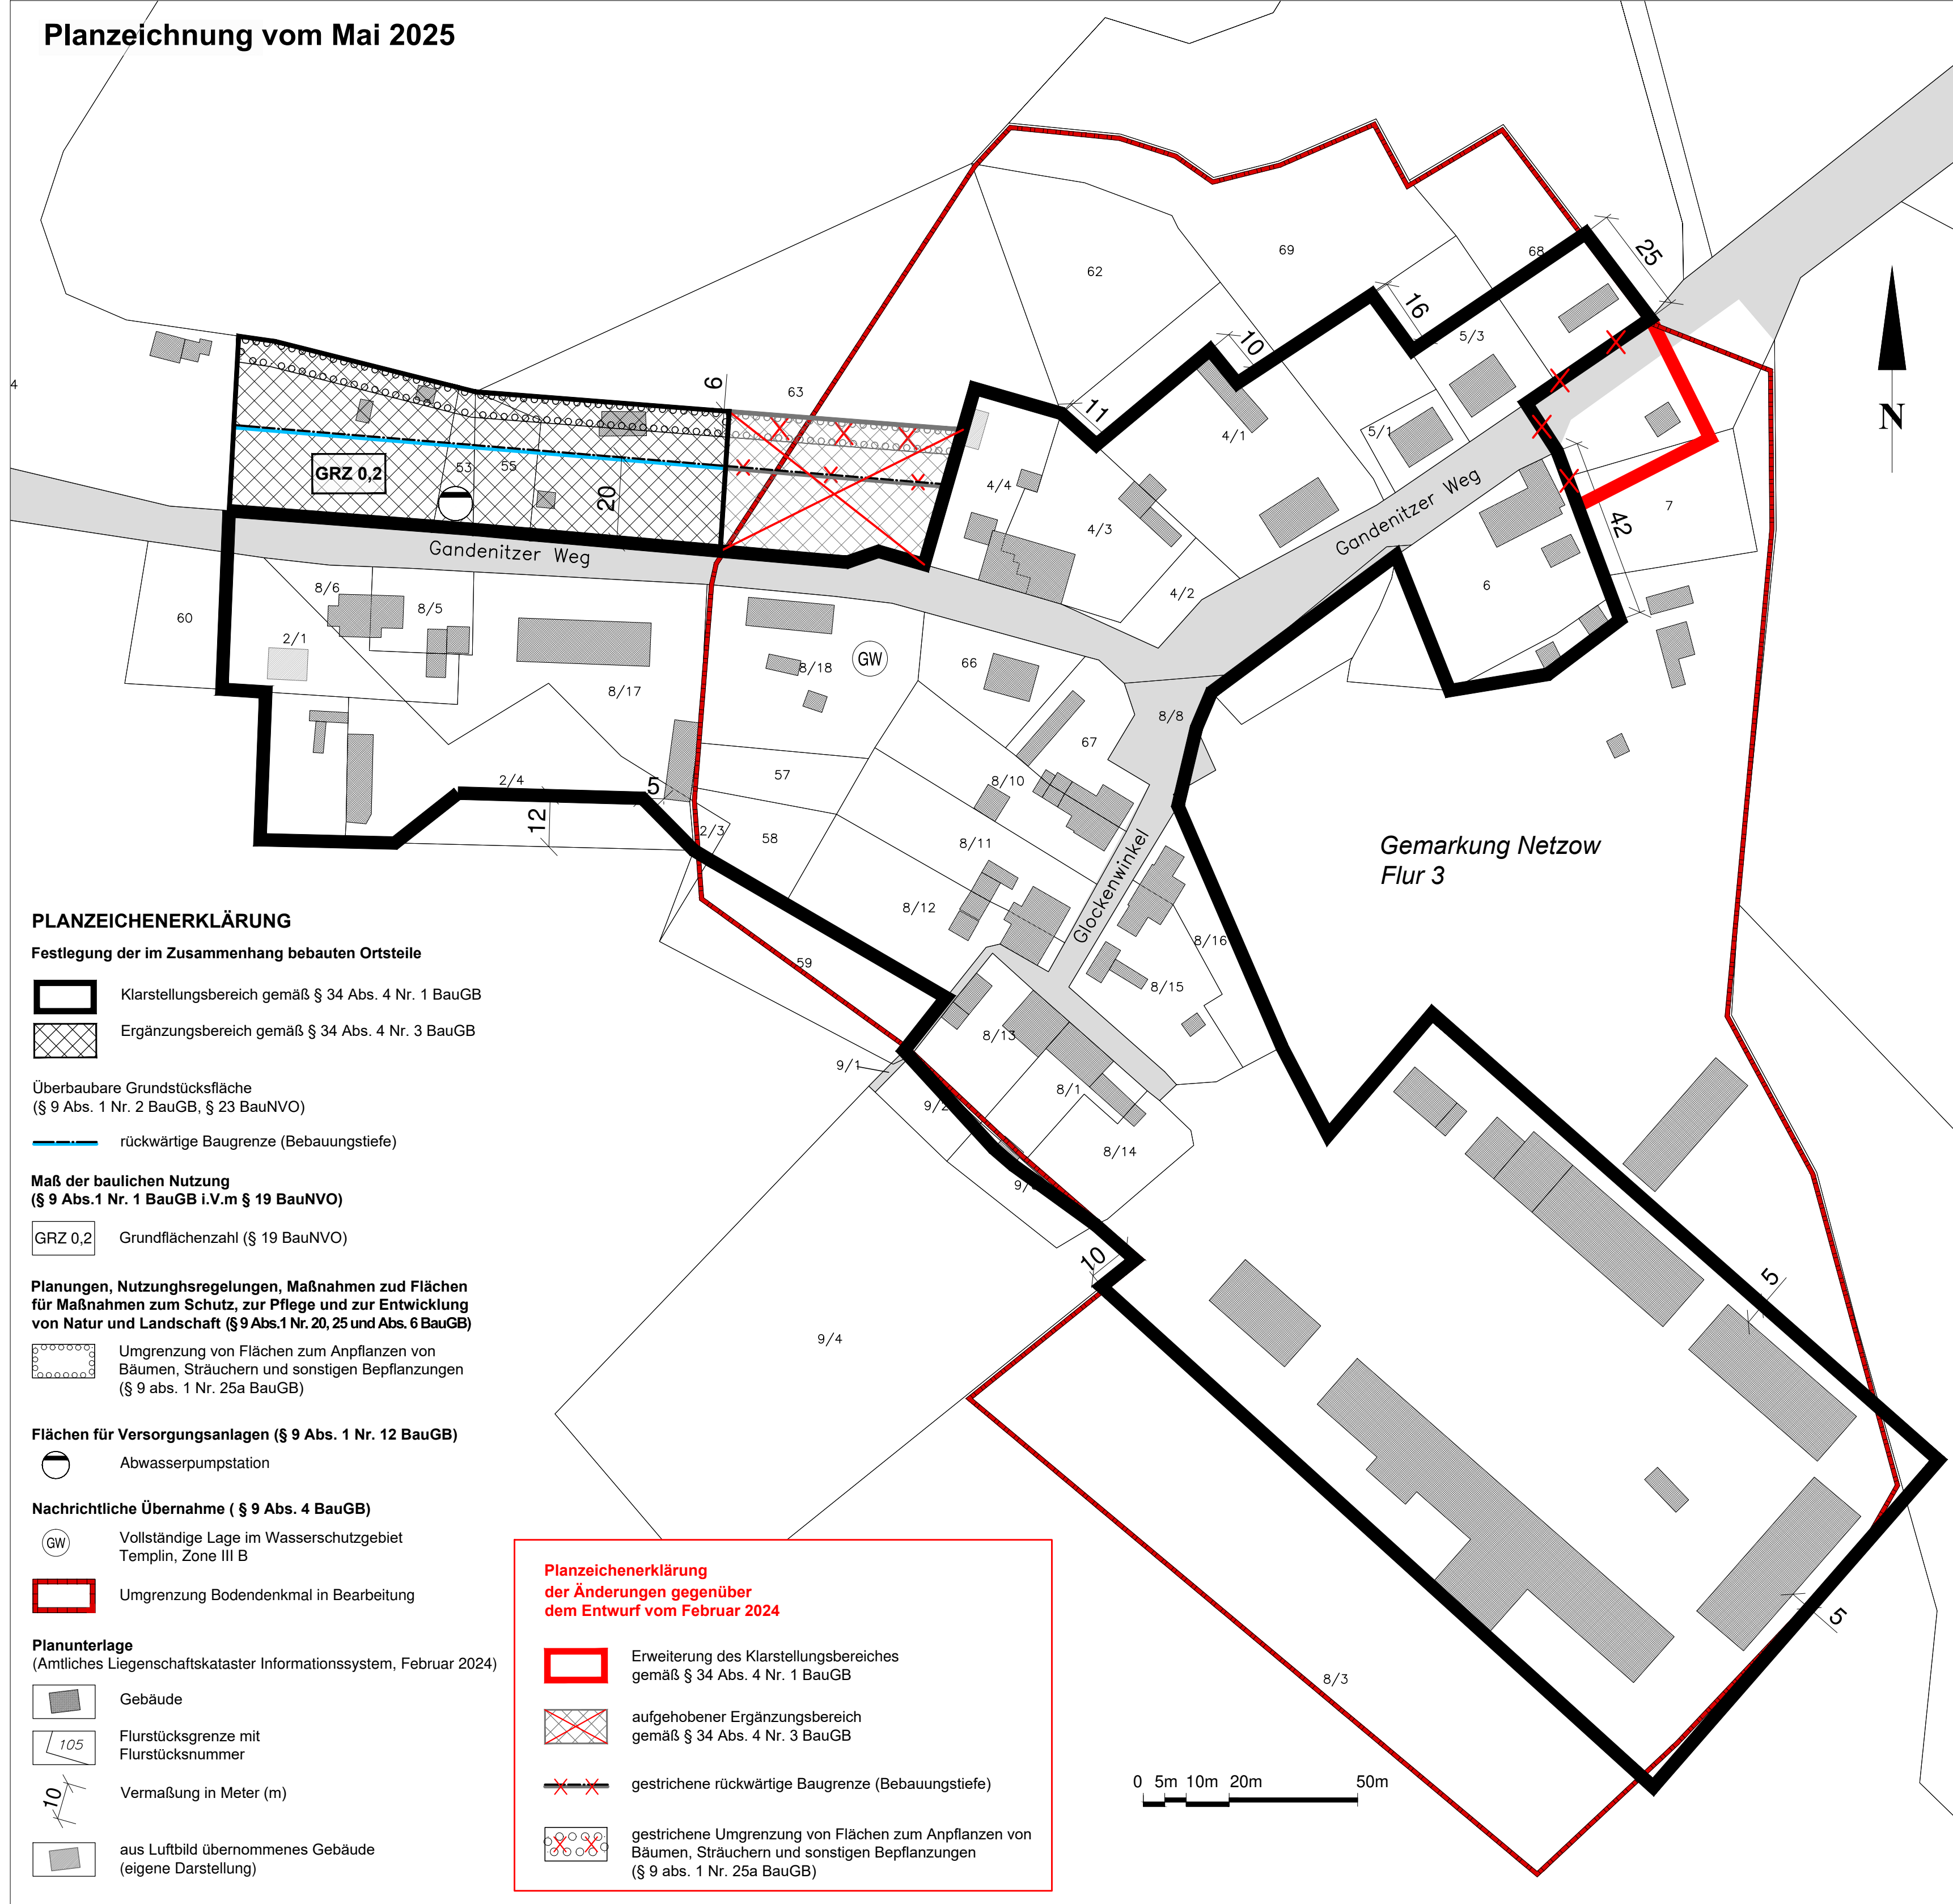 Planzeichnung vom Mai 2025
62
69
68
25
16
10
11
5/3
5/1
4/1
4
6
63
GRZ 0,2
53
55
20
4/4
4/3
4/2
Gandenitzer Weg
Gandenitzer Weg
42
7
6
N
60
8/6
8/5
2/1
8/17
8/18
GW
66
67
8/8
2/4
12
5
2/3
57
58
59
8/10
8/11
8/12
Glockenwinkel
8/16
8/15
8/13
8/1
8/14
9/1
9/2
9/4
10
Gemarkung Netzow
Flur 3
5
5
8/3
PLANZEICHENERKLÄRUNG
Festlegung der im Zusammenhang bebauten Ortsteile
Klarstellungsbereich gemäß § 34 Abs. 4 Nr. 1 BauGB
Ergänzungsbereich gemäß § 34 Abs. 4 Nr. 3 BauGB
Überbaubare Grundstücksfläche
(§ 9 Abs. 1 Nr. 2 BauGB, § 23 BauNVO)
rückwärtige Baugrenze (Bebauungstiefe)
Maß der baulichen Nutzung
(§ 9 Abs.1 Nr. 1 BauGB i.V.m § 19 BauNVO)
GRZ 0,2
Grundflächenzahl (§ 19 BauNVO)
Planungen, Nutzunghsregelungen, Maßnahmen zud Flächen
für Maßnahmen zum Schutz, zur Pflege und zur Entwicklung
von Natur und Landschaft (§ 9 Abs.1 Nr. 20, 25 und Abs. 6 BauGB)
Umgrenzung von Flächen zum Anpflanzen von
Bäumen, Sträuchern und sonstigen Bepflanzungen
(§ 9 abs. 1 Nr. 25a BauGB)
Flächen für Versorgungsanlagen (§ 9 Abs. 1 Nr. 12 BauGB)
Abwasserpumpstation
Nachrichtliche Übernahme ( § 9 Abs. 4 BauGB)
GW
Vollständige Lage im Wasserschutzgebiet
Templin, Zone III B
Umgrenzung Bodendenkmal in Bearbeitung
Planunterlage
(Amtliches Liegenschaftskataster Informationssystem, Februar 2024)
Gebäude
105
Flurstücksgrenze mit
Flurstücksnummer
10
Vermaßung in Meter (m)
aus Luftbild übernommenes Gebäude
(eigene Darstellung)
Planzeichenerklärung
der Änderungen gegenüber
dem Entwurf vom Februar 2024
Erweiterung des Klarstellungsbereiches
gemäß § 34 Abs. 4 Nr. 1 BauGB
aufgehobener Ergänzungsbereich
gemäß § 34 Abs. 4 Nr. 3 BauGB
gestrichene rückwärtige Baugrenze (Bebauungstiefe)
gestrichene Umgrenzung von Flächen zum Anpflanzen von
Bäumen, Sträuchern und sonstigen Bepflanzungen
(§ 9 abs. 1 Nr. 25a BauGB)
0 5m 10m 20m 50m